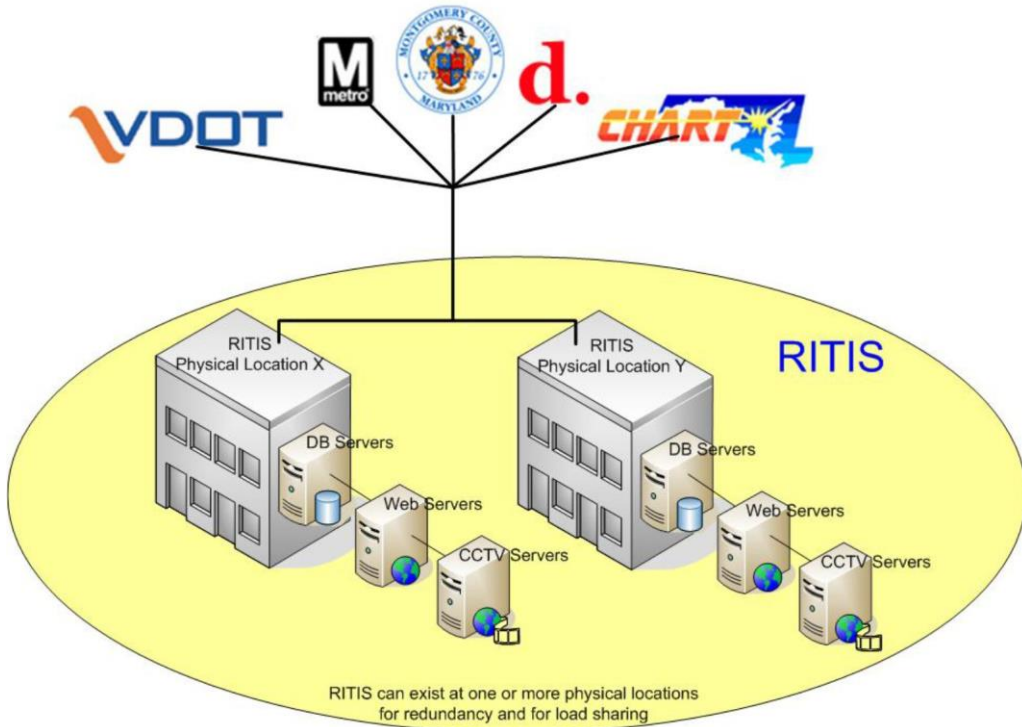 M
metro
MONTGOMERY COUNTY
17 76
MARYLAND
d.
VDOT
CHART
RITIS
Physical Location X
RITIS
Physical Location Y
RITIS
DB Servers
DB Servers
Web Servers
Web Servers
CCTV Servers
CCTV Servers
RITIS can exist at one or more physical locations
for redundancy and for load sharing